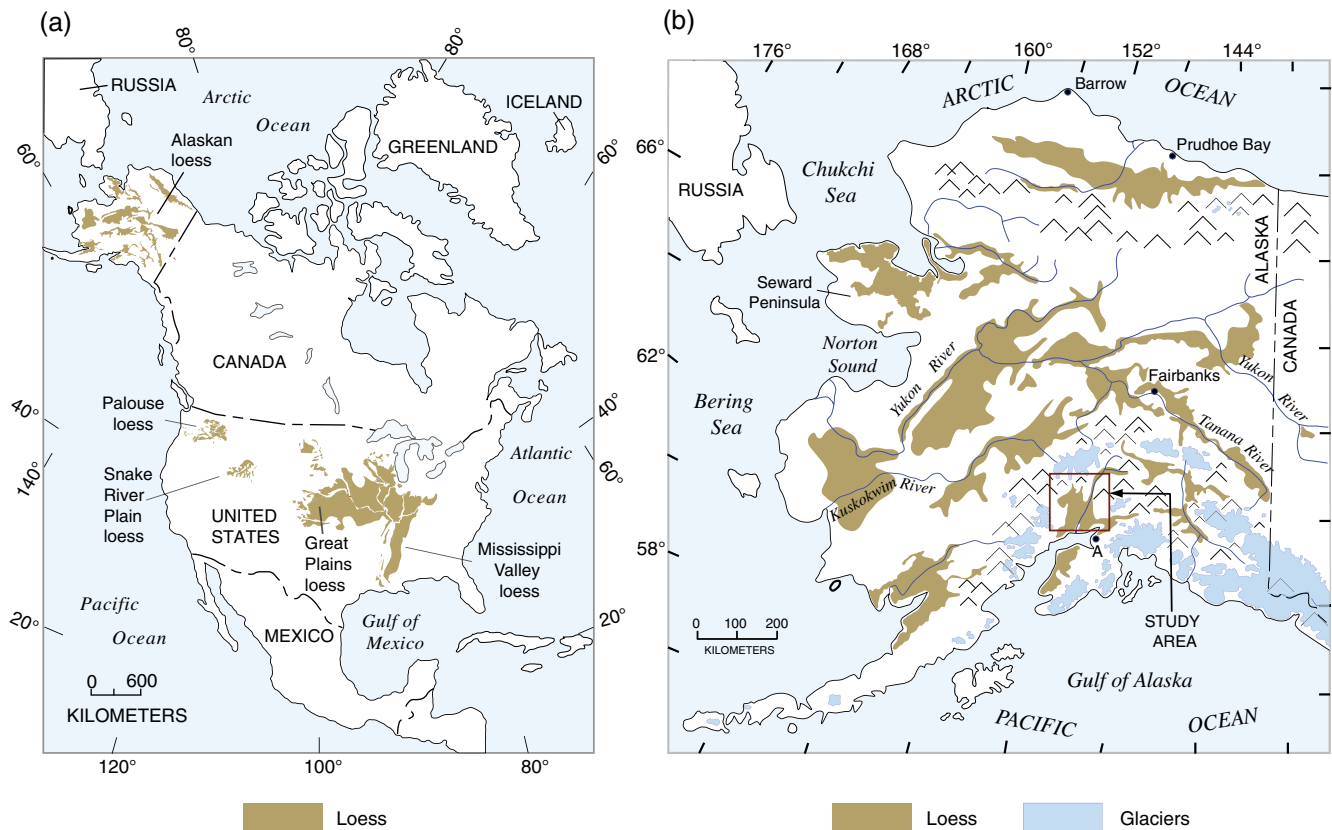 (a)
80°
80°
RUSSIA
Arctic
Ocean
ICELAND
GREENLAND
Alaskan
loess
60°
60°
CANADA
40°
40°
Palouse
loess
Atlantic
Ocean
140°
60°
Snake
River
Plain
loess
UNITED
STATES
Great
Plains
loess
Mississippi
Valley
loess
Pacific
Ocean
20°
20°
MEXICO
Gulf of
Mexico
0 600
KILOMETERS
120°
100°
80°
Loess
(b)
176°
168°
160°
152°
144°
ARCTIC OCEAN
Barrow
Prudhoe Bay
66°
Chukchi
Sea
RUSSIA
ALASKA
CANADA
Seward
Peninsula
Norton
Sound
62°
Yukon River
Fairbanks
Yukon River
Bering
Sea
Tanana River
Kuskokwim River
58°
A
STUDY
AREA
0 100 200
KILOMETERS
Gulf of Alaska
PACIFIC OCEAN
Loess
Glaciers